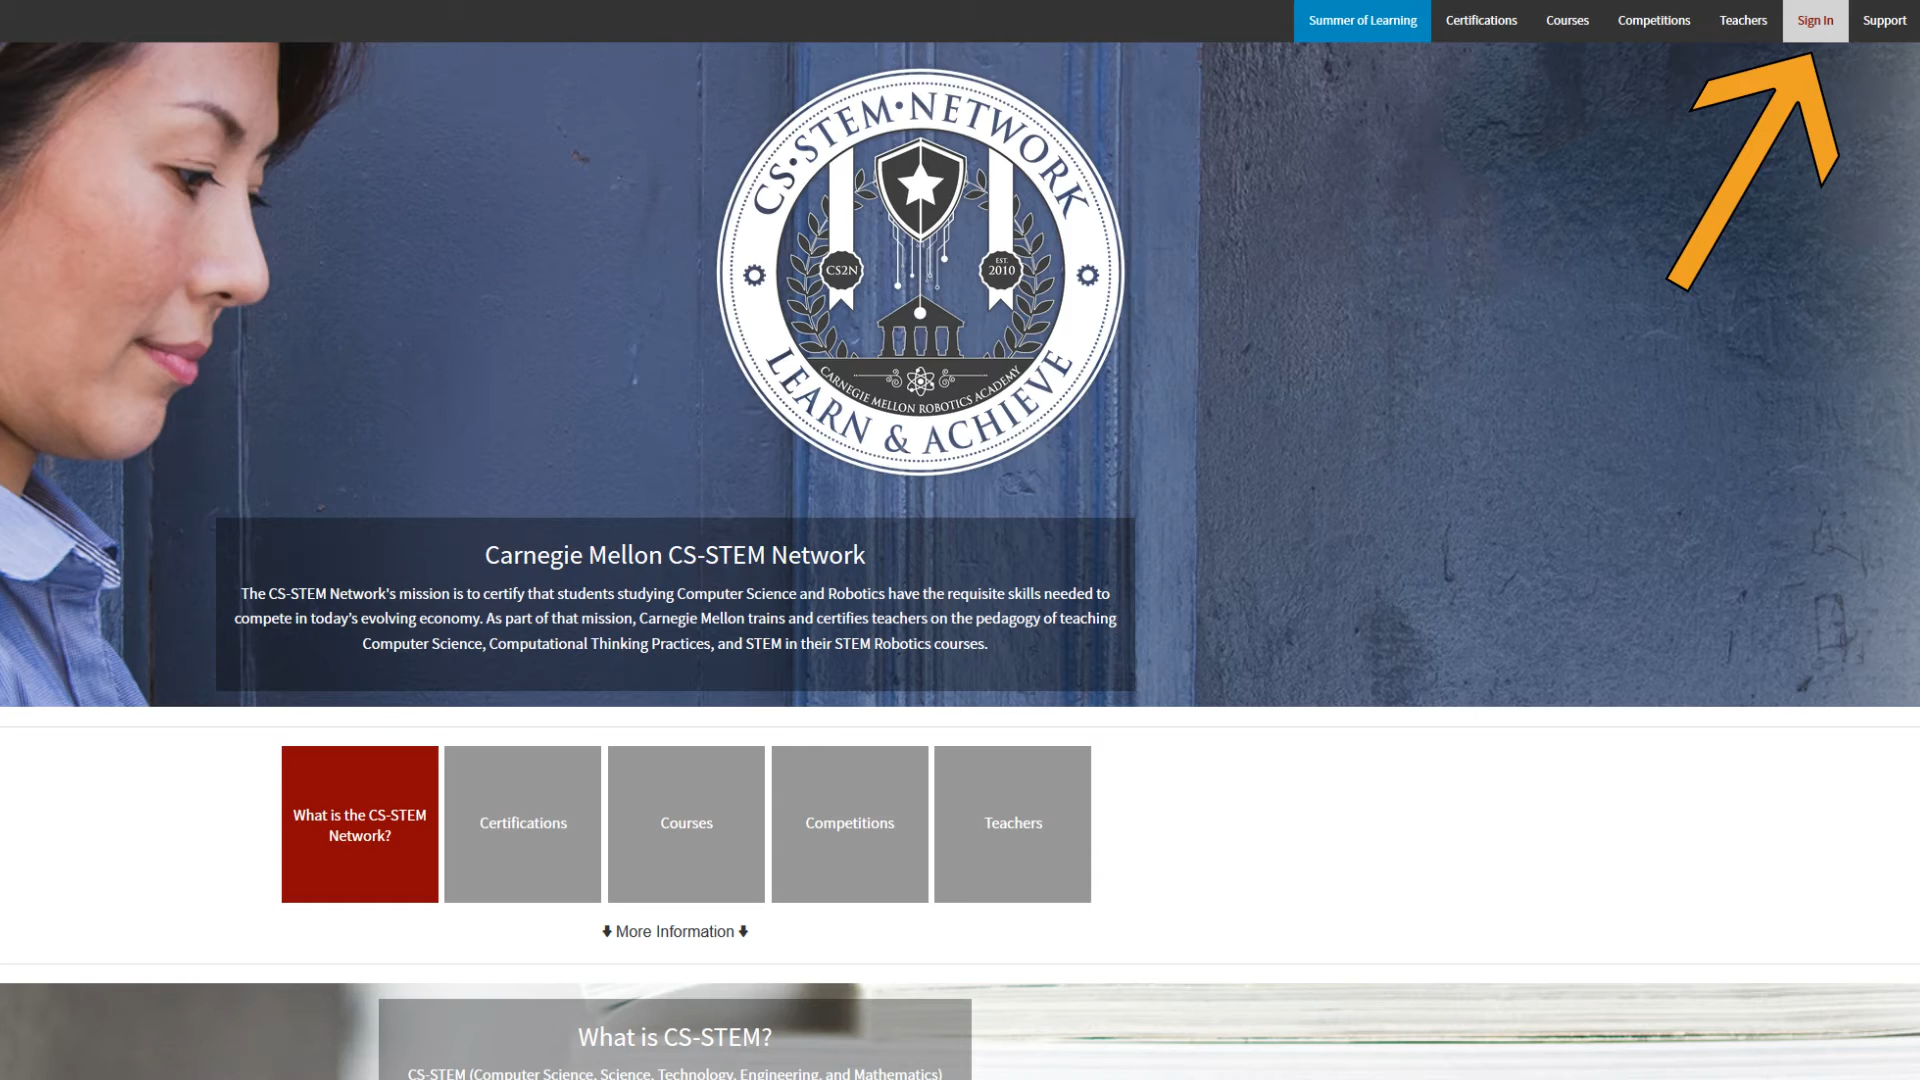 Summer of Learning Certifications Courses Competitions Teachers Sign In Support
CS•STEM•NETWORK
CS2N
EST.
2010
CARNEGIE MELLON ROBOTICS ACADEMY
LEARN & ACHIEVE
Carnegie Mellon CS-STEM Network
The CS-STEM Network's mission is to certify that students studying Computer Science and Robotics have the requisite skills needed to
compete in today's evolving economy. As part of that mission, Carnegie Mellon trains and certifies teachers on the pedagogy of teaching
Computer Science, Computational Thinking Practices, and STEM in their STEM Robotics courses.
What is the CS-STEM
Network?
Certifications
Courses
Competitions
Teachers
More Information
What is CS-STEM?
CS-STEM (Computer Science, Science, Technology, Engineering, and Mathematics)